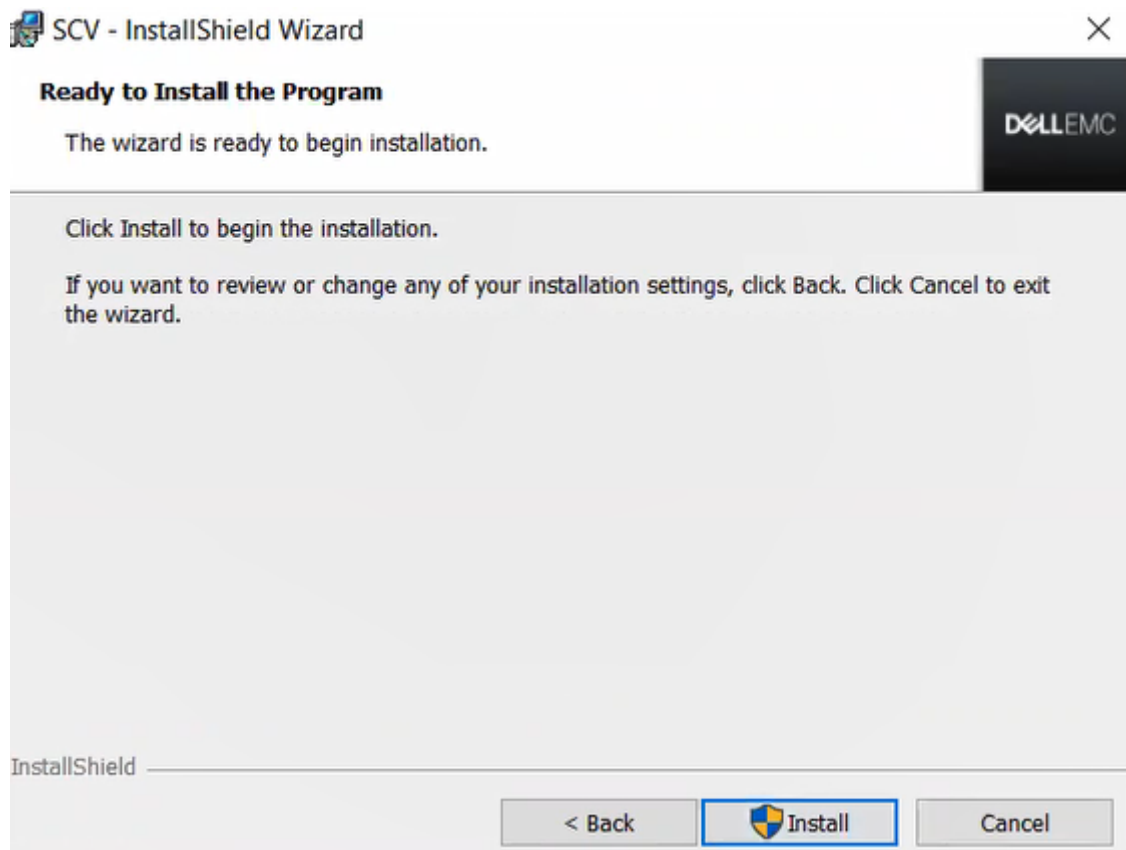 SCV - InstallShield Wizard
Ready to Install the Program
The wizard is ready to begin installation.
DELLEMC
Click Install to begin the installation.
If you want to review or change any of your installation settings, click Back. Click Cancel to exit
the wizard.
InstallShield
< Back
Install
Cancel